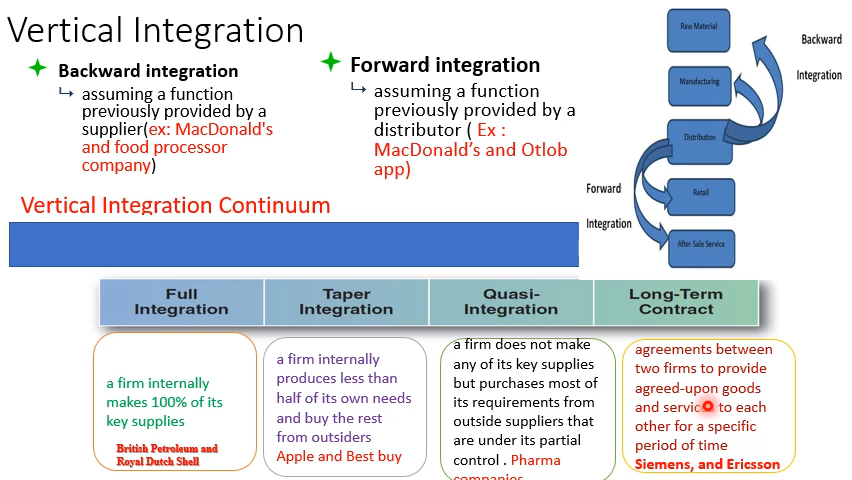 Vertical Integration
Backward integration
assuming a function
previously provided by a
supplier(ex: MacDonald's
and food processor
company)
Forward integration
assuming a function
previously provided by a
distributor ( Ex :
MacDonald’s and Otlob
app)
Raw Material
Manufacturing
Distribution
Retail
After Sale Service
Backward
Integration
Forward
Integration
Vertical Integration Continuum
Full
Integration
Taper
Integration
Quasi-
Integration
Long-Term
Contract
a firm internally
makes 100% of its
key supplies
British Petroleum and
Royal Dutch Shell
a firm internally
produces less than
half of its own needs
and buy the rest
from outsiders
Apple and Best buy
a firm does not make
any of its key supplies
but purchases most of
its requirements from
outside suppliers that
are under its partial
control . Pharma
companies
agreements between
two firms to provide
agreed-upon goods
and services to each
other for a specific
period of time
Siemens, and Ericsson